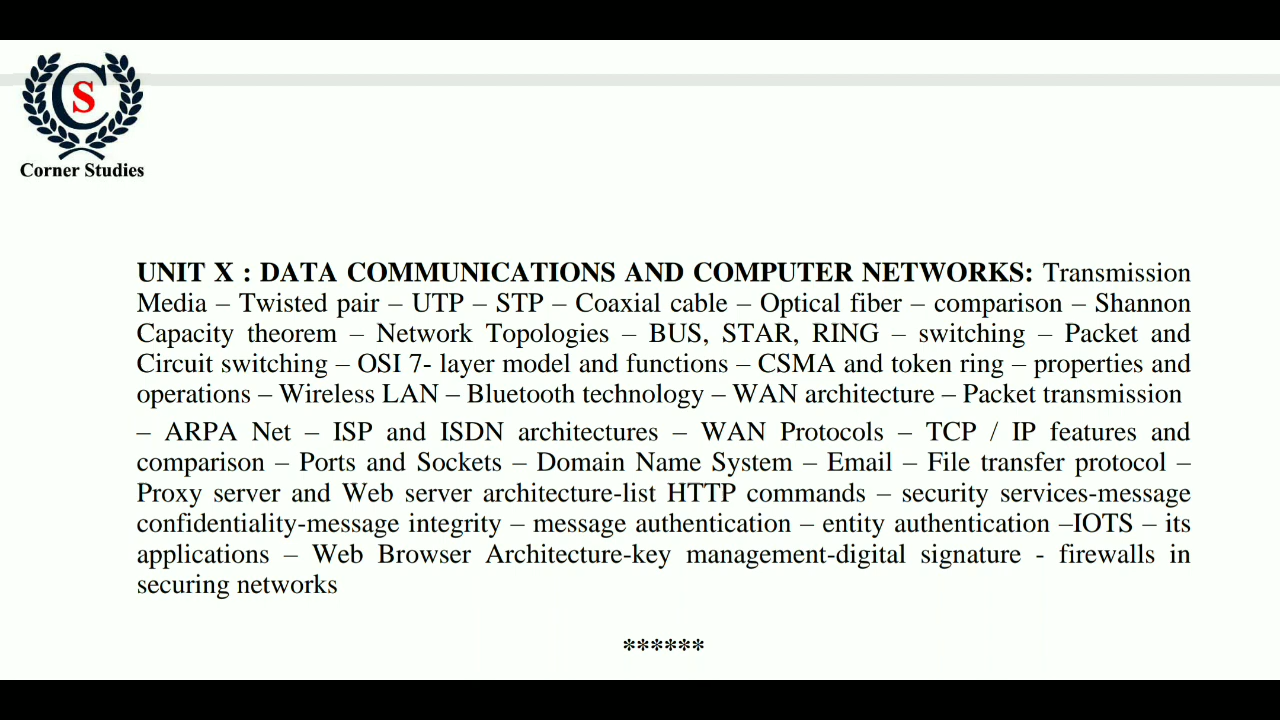 CS
Corner Studies
UNIT X : DATA COMMUNICATIONS AND COMPUTER NETWORKS: Transmission
Media – Twisted pair – UTP – STP – Coaxial cable – Optical fiber – comparison – Shannon
Capacity theorem – Network Topologies – BUS, STAR, RING – switching – Packet and
Circuit switching – OSI 7- layer model and functions – CSMA and token ring – properties and
operations – Wireless LAN – Bluetooth technology – WAN architecture – Packet transmission
– ARPA Net – ISP and ISDN architectures – WAN Protocols – TCP / IP features and
comparison – Ports and Sockets – Domain Name System – Email – File transfer protocol –
Proxy server and Web server architecture-list HTTP commands – security services-message
confidentiality-message integrity – message authentication – entity authentication –IOTS – its
applications – Web Browser Architecture-key management-digital signature - firewalls in
securing networks
******